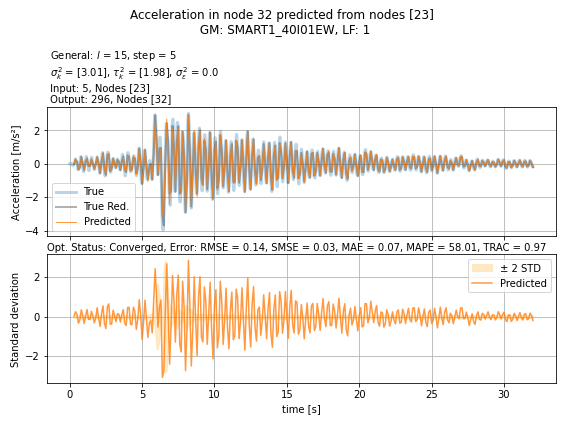 Acceleration in node 32 predicted from nodes [23]
GM: SMART1_40I01EW, LF: 1
General: l = 15, step = 5
σ²ₖ = [3.01], τ²ₖ = [1.98], σ²ε = 0.0
Input: 5, Nodes [23]
Output: 296, Nodes [32]
Acceleration [m/s²]
2
0
−2
−4
True
True Red.
Predicted
Opt. Status: Converged, Error: RMSE = 0.14, SMSE = 0.03, MAE = 0.07, MAPE = 58.01, TRAC = 0.97
Standard deviation
2
0
−2
± 2 STD
Predicted
0 5 10 15 20 25 30
time [s]